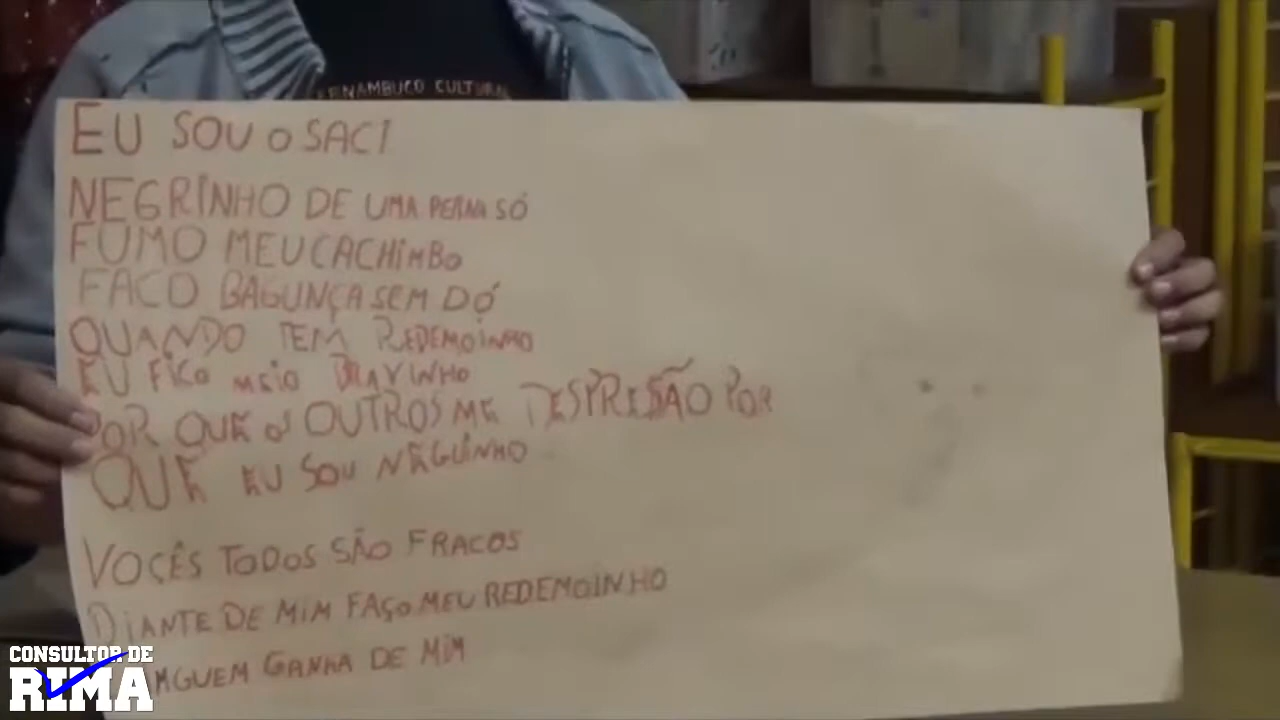 PERNAMBUCO CULTURAL
EU SOU O SACI
NEGRINHO DE UMA PERNA SÓ
FUMO MEU CACHIMBO
FACO BAGUNÇA SEM DÓ
QUANDO TEM REDEMOINHO
EU FICO MEIO BRAVINHO
POR QUE OS OUTROS ME DESPRESÃO POR
QUE EU SOU NEGUINHO
VOCÊS TODOS SÃO FRACOS
DIANTE DE MIM FAÇO MEU REDEMOINHO
GANHA DE MIM
CONSULTOR DE
RIMA